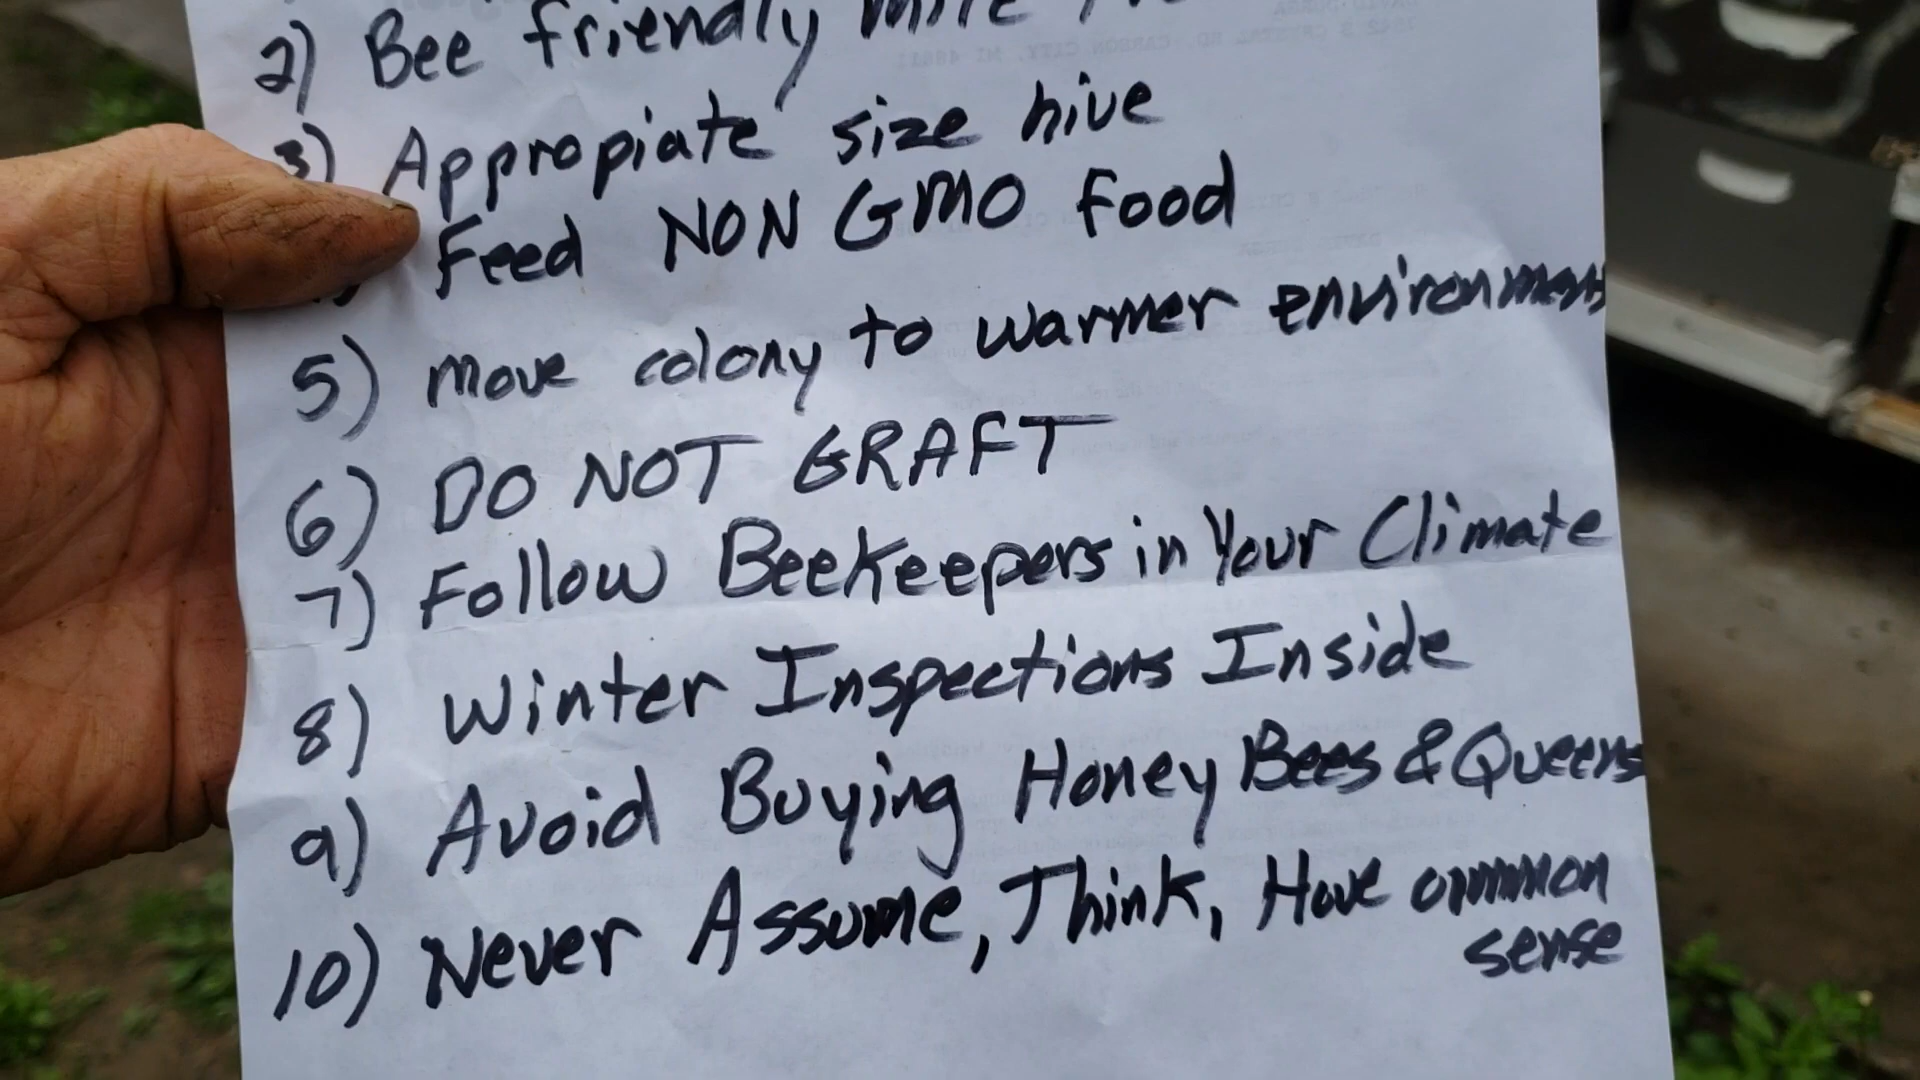 2) Bee friendly mite
3) Appropiate size hive
Feed NON GMO food
5) move colony to warmer environment
6) DO NOT GRAFT
7) Follow Beekeepers in Your Climate
8) Winter Inspections Inside
9) Avoid Buying Honey Bees & Queens
10) Never Assume, Think, Have common
sense